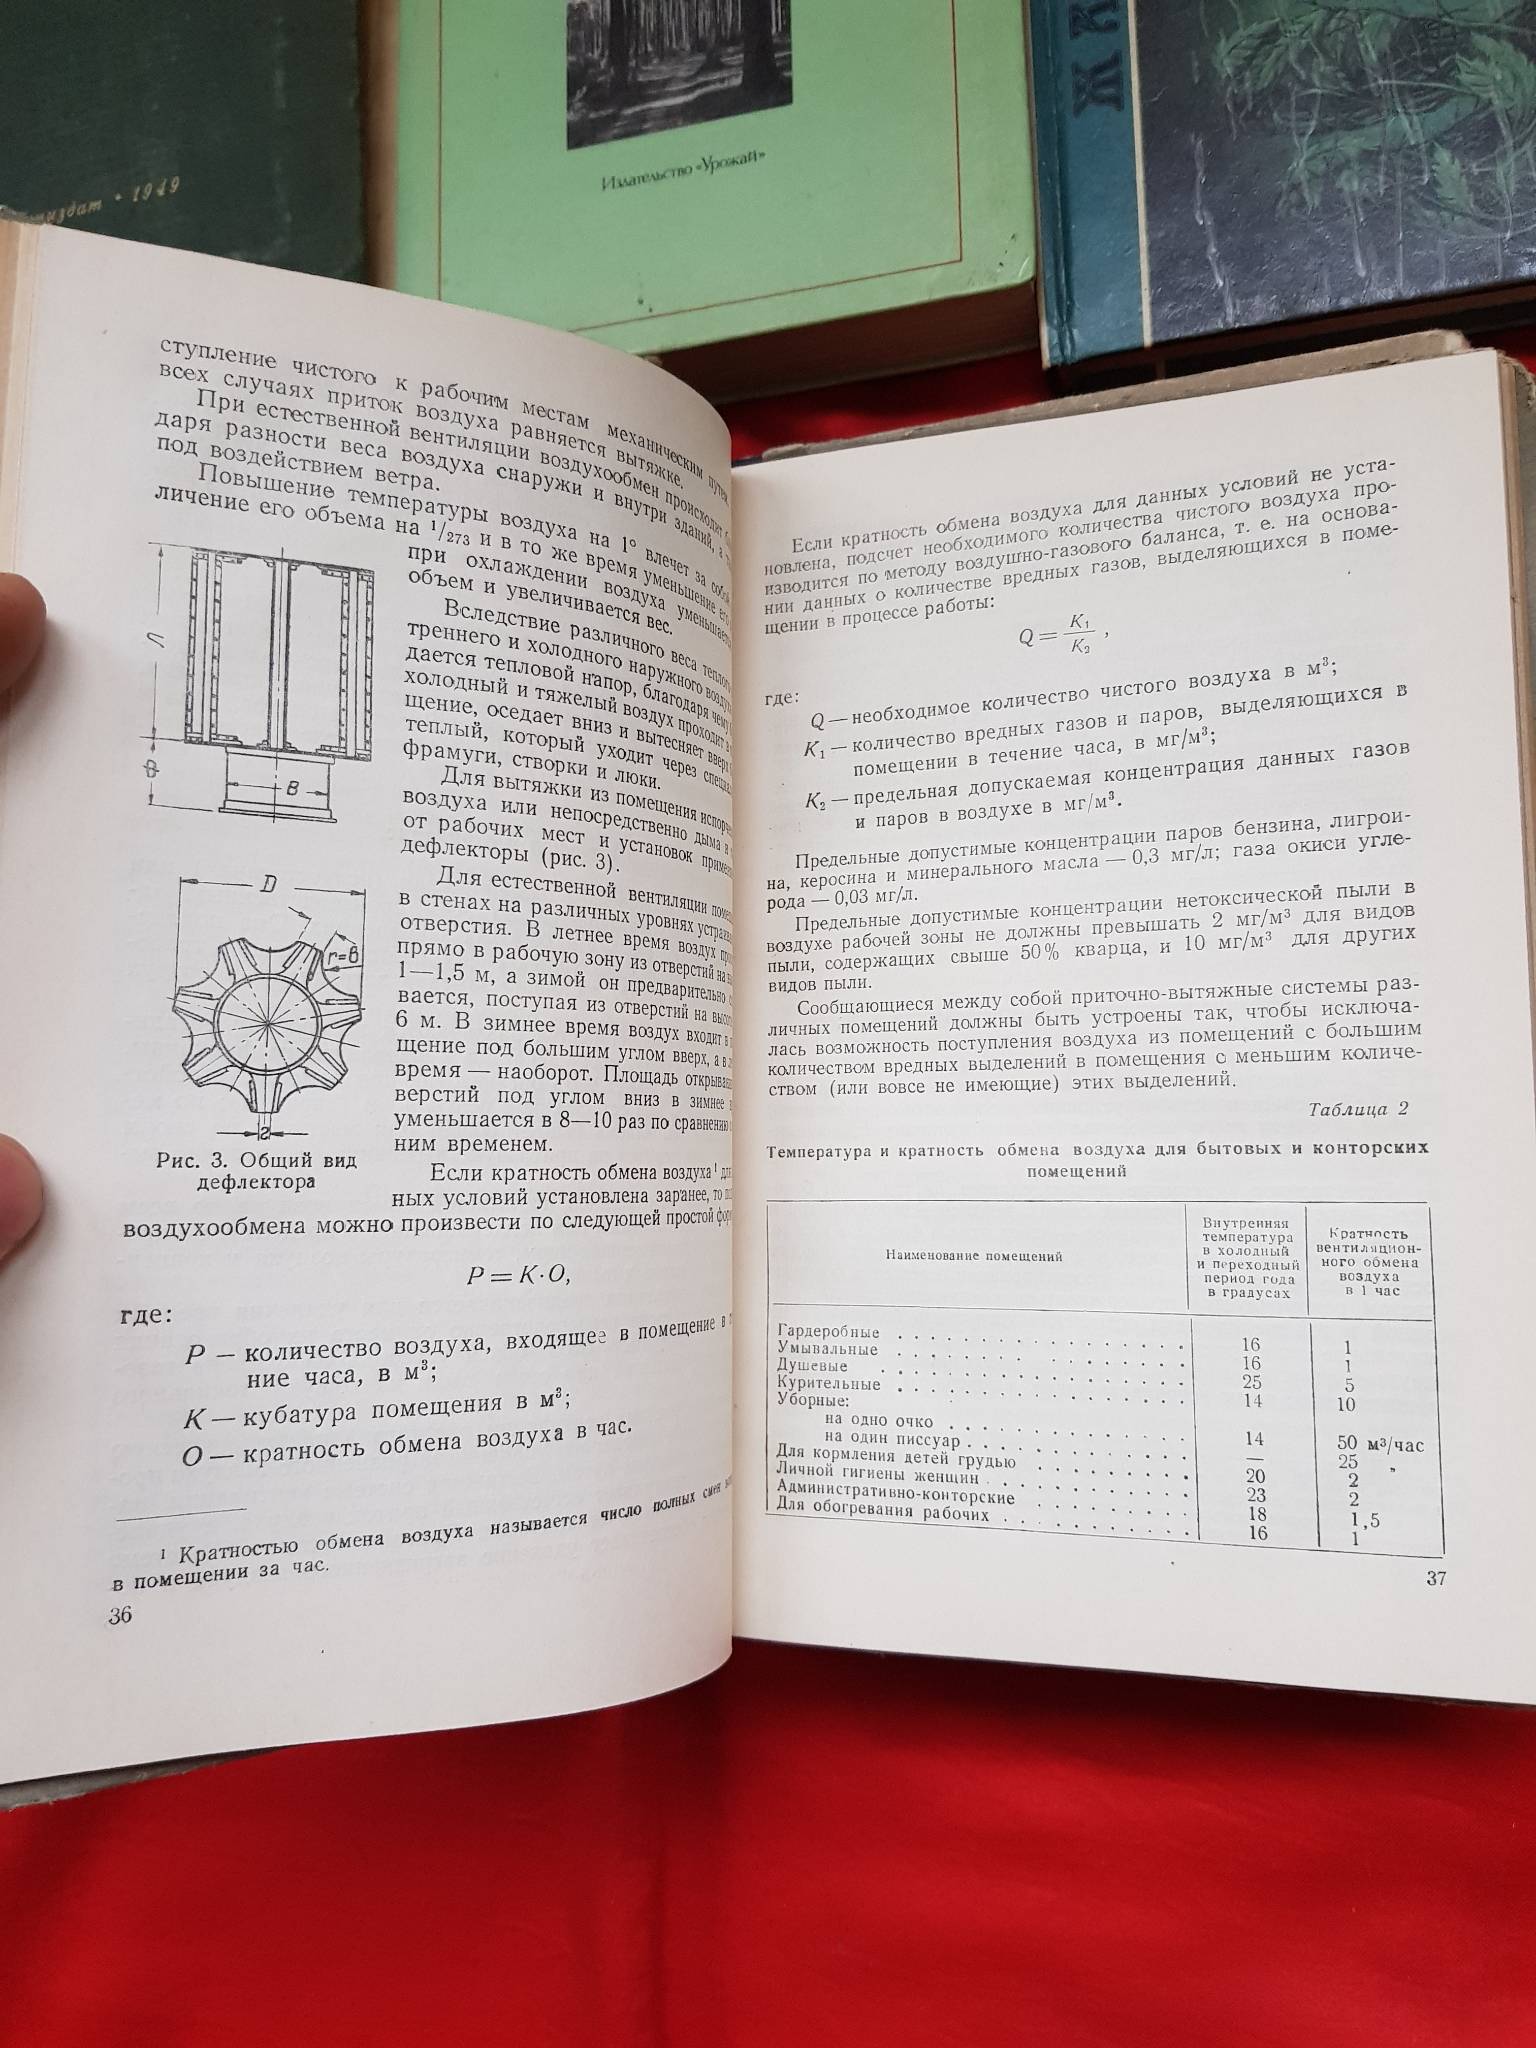 1949
Издательство «Урожай»
ЖК
ступление чистого к рабочим местам механическим путем.
всех случаях приток воздуха равняется вытяжке.
При естественной вентиляции воздухообмен происходит
даря разности веса воздуха снаружи и внутри зданий, а
под воздействием ветра.
Повышение температуры воздуха на 1° влечет за собой
личение его объема на 1/273 и в то же время уменьшение его
при охлаждении воздуха уменьшается
объем и увеличивается вес.
Вследствие различного веса теплого
треннего и холодного наружного воздуха
дается тепловой напор, благодаря чему
холодный и тяжелый воздух проходит в
щение, оседает вниз и вытесняет вверх
теплый, который уходит через
фрамуги, створки и люки.
Для вытяжки из помещения
воздуха или непосредственно дыма
от рабочих мест и установок
дефлекторы (рис. 3).
Для естественной вентиляции
в стенах на различных уровнях
отверстия. В летнее время воздух
прямо в рабочую зону из отверстий на
1—1,5 м, а зимой он предварительно
вается, поступая из отверстий на
6 м. В зимнее время воздух входит в
щение под большим углом вверх, а в
время — наоборот. Площадь
верстий под углом вниз в зимнее
уменьшается в 8—10 раз по сравнению
ним временем.
Л
В
D
r=в
г
Рис. 3. Общий вид
дефлектора
Если кратность обмена воздуха¹
ных условий установлена заранее, то
воздухообмена можно произвести по следующей простой
P = К·О,
где:
P — количество воздуха, входящее в помещение в
ние часа, в м³;
К — кубатура помещения в м³;
О — кратность обмена воздуха в час.
¹ Кратностью обмена воздуха называется число полных смен
в помещении за час.
36
Если кратность обмена воздуха для данных условий не уста-
новлена, подсчет необходимого количества чистого воздуха про-
изводится по методу воздушно-газового баланса, т. е. на основа-
нии данных о количестве вредных газов, выделяющихся в поме-
щении в процессе работы:
Q = К₁/К₂,
где:
Q — необходимое количество чистого воздуха в м³;
К₁ — количество вредных газов и паров, выделяющихся в
помещении в течение часа, в мг/м³;
К₂ — предельная допускаемая концентрация данных газов
и паров в воздухе в мг/м³.
Предельные допустимые концентрации паров бензина, лигрои-
на, керосина и минерального масла — 0,3 мг/л; газа окиси угле-
рода — 0,03 мг/л.
Предельные допустимые концентрации нетоксической пыли в
воздухе рабочей зоны не должны превышать 2 мг/м³ для видов
пыли, содержащих свыше 50% кварца, и 10 мг/м³ для других
видов пыли.
Сообщающиеся между собой приточно-вытяжные системы раз-
личных помещений должны быть устроены так, чтобы исключа-
лась возможность поступления воздуха из помещений с большим
количеством вредных выделений в помещения с меньшим количе-
ством (или вовсе не имеющие) этих выделений.
Таблица 2
Температура и кратность обмена воздуха для бытовых и конторских
помещений
Наименование помещений
Внутренняя
температура
в холодный
и переходный
период года
в градусах
Кратность
вентиляцион-
ного обмена
воздуха
в 1 час
Гардеробные . . . . . . . . . . 16 1
Умывальные . . . . . . . . . . 16 1
Душевые . . . . . . . . . . 25 5
Курительные . . . . . . . . . . 14 10
Уборные:
на одно очко . . . . . . . . . . 14 50 м³/час
на один писсуар . . . . . . . . . . — 25 "
Для кормления детей грудью . . . . . . . 20 2
Личной гигиены женщин . . . . . . . . 23 2
Административно-конторские . . . . . . . 18 1,5
Для обогревания рабочих . . . . . . . . 16 1
37